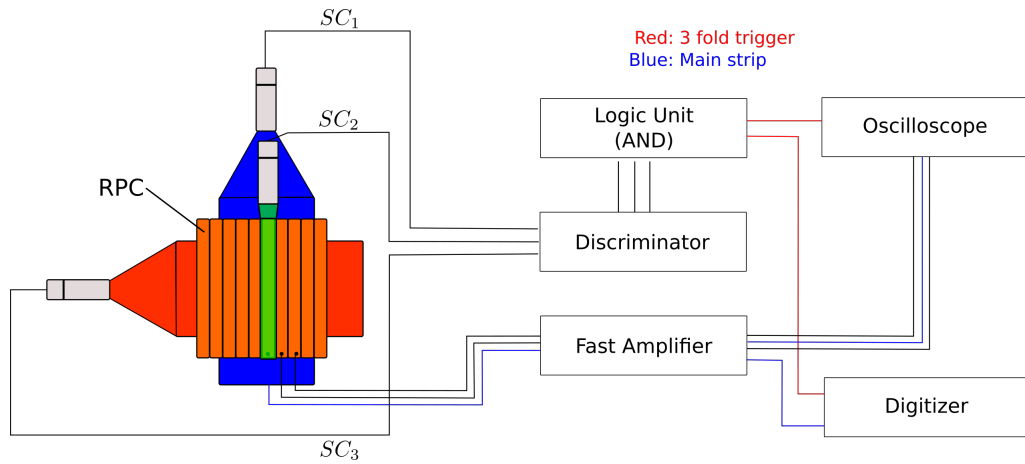 SC1
Red: 3 fold trigger
Blue: Main strip
SC2
Logic Unit
(AND)
Oscilloscope
RPC
Discriminator
Fast Amplifier
Digitizer
SC3